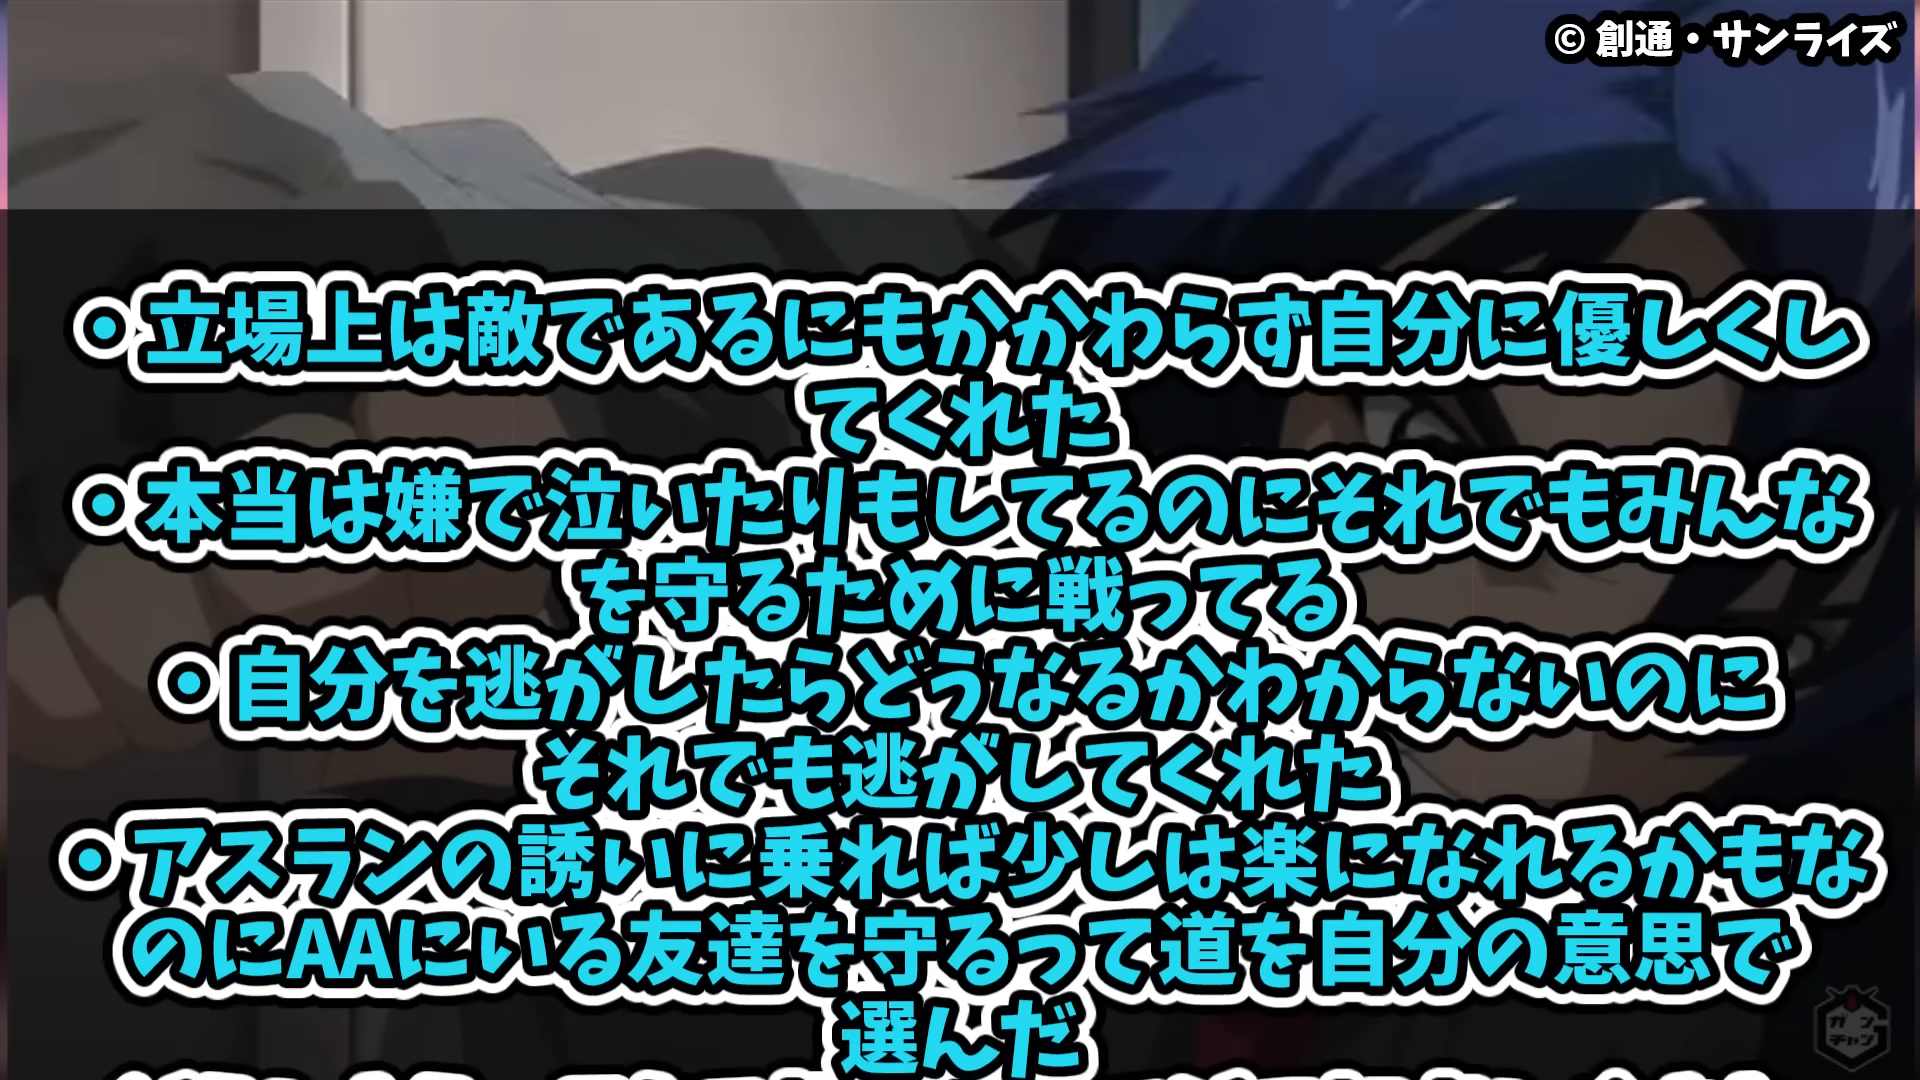 © 創通・サンライズ
・立場上は敵であるにもかかわらず自分に優しくし
てくれた
・本当は嫌で泣いたりもしてるのにそれでもみんな
を守るために戦ってる
・自分を逃がしたらどうなるかわからないのに
それでも逃がしてくれた
・アスランの誘いに乗れば少しは楽になれるかもな
のにAAにいる友達を守るって道を自分の意思で
選んだ
ガン
チャン